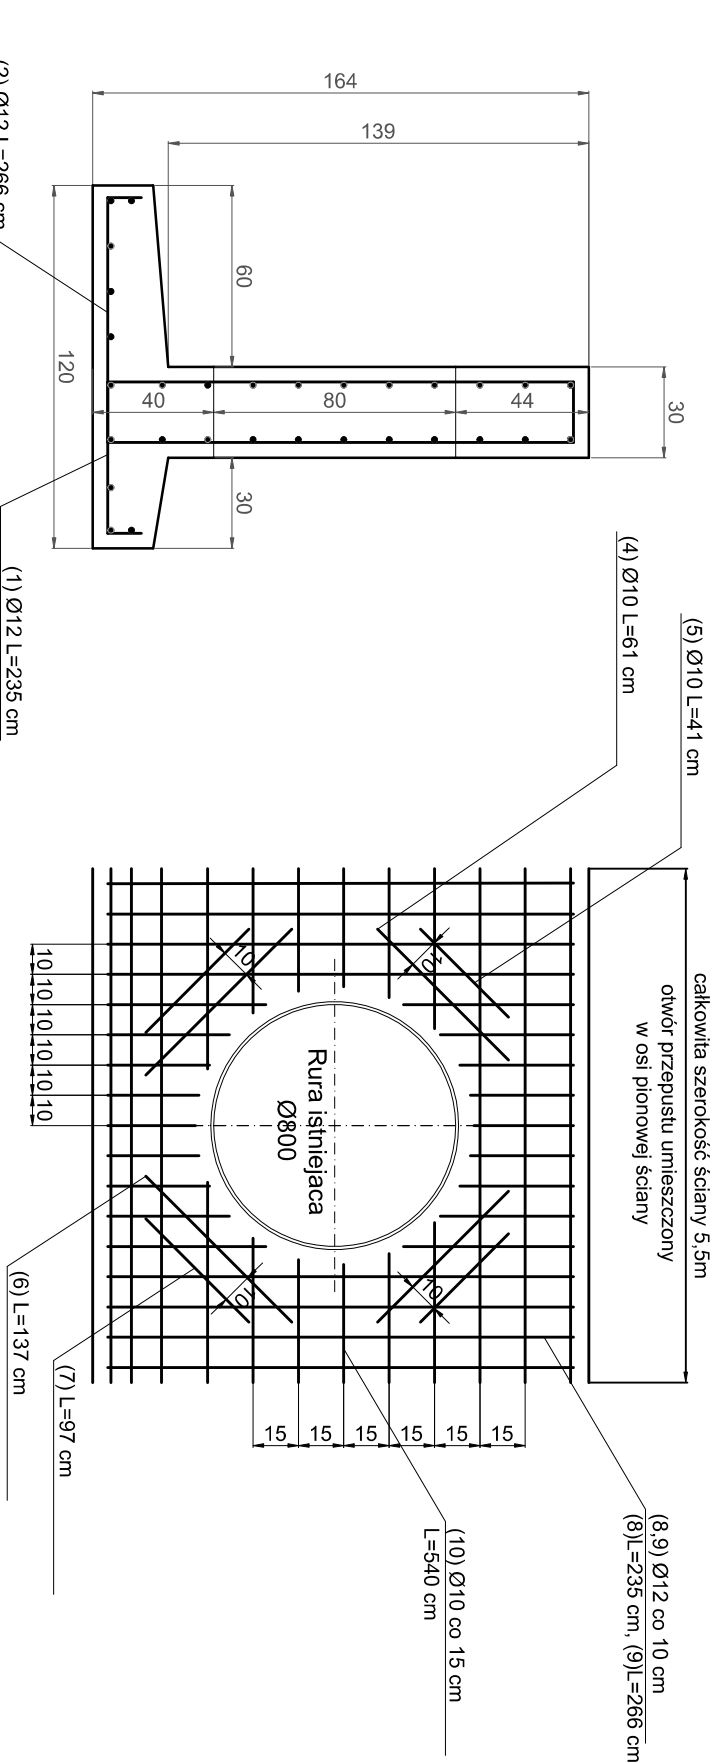 164
139
60
120
40
80
44
30
30
(2) Ø12 L=266 cm
(1) Ø12 L=235 cm
(4) Ø10 L=61 cm
(5) Ø10 L=41 cm
całkowita szerokość ściany 5,5m
otwór przepustu umieszczony
w osi pionowej ściany
10
10
Rura istniejaca
Ø800
10
10
10
10
10
10
10
10
15
15
15
15
15
15
(6) L=137 cm
(7) L=97 cm
(8,9) Ø12 co 10 cm
(8)L=235 cm, (9)L=266 cm
(10) Ø10 co 15 cm
L=540 cm